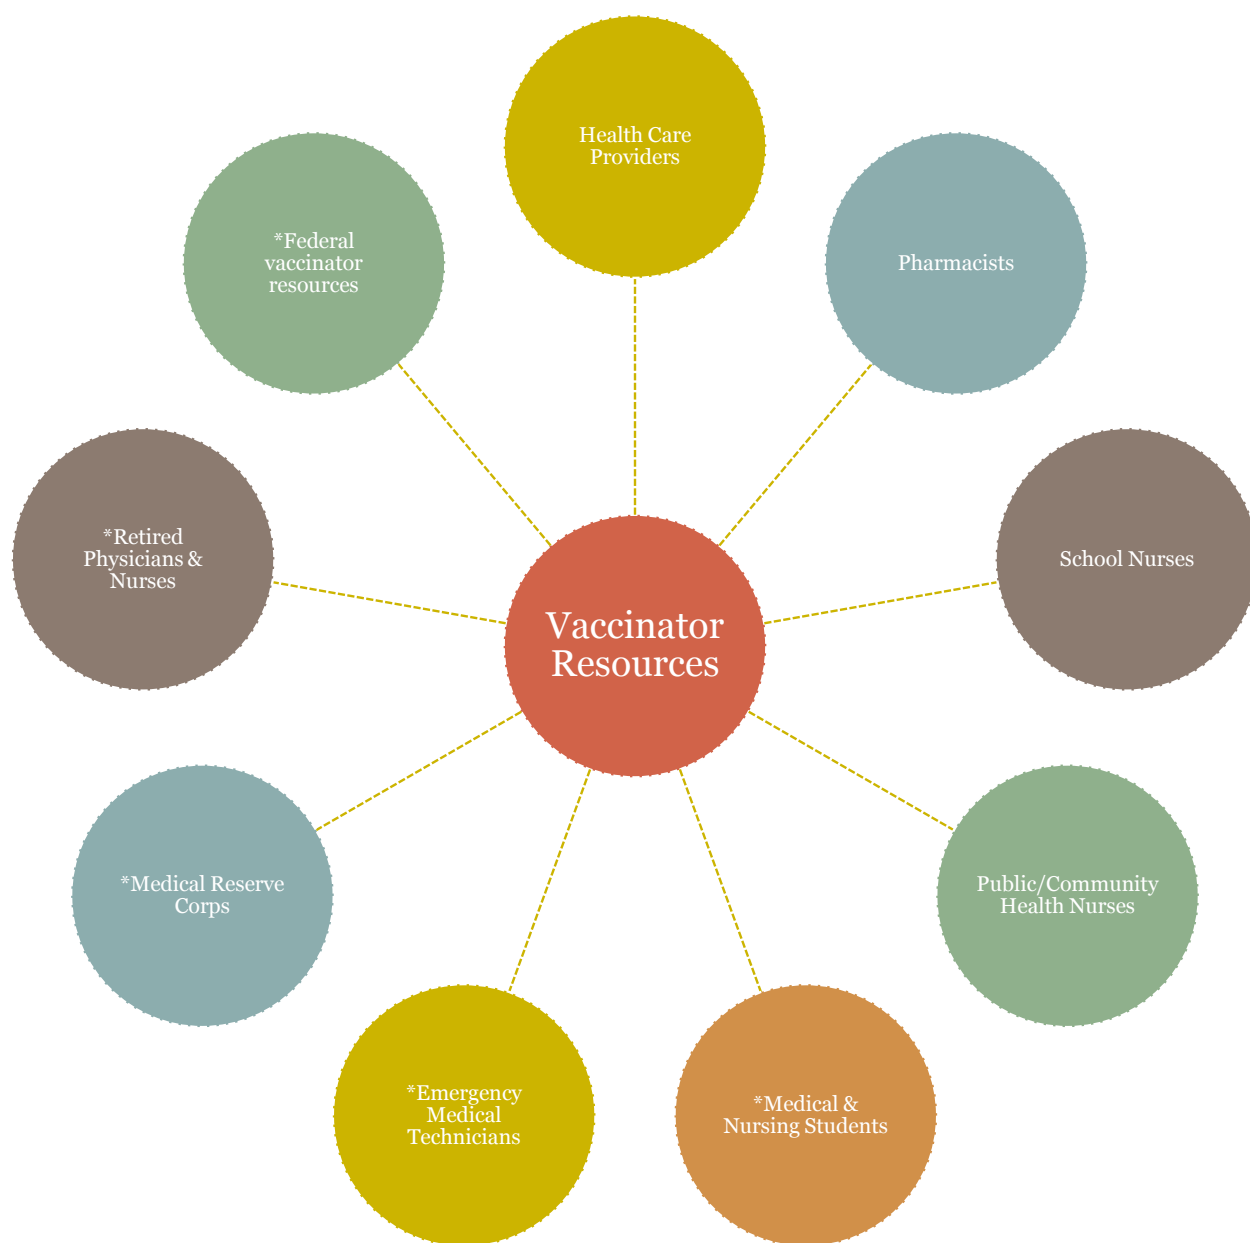 Health Care
Providers
Pharmacists
School Nurses
Public/Community
Health Nurses
*Medical &
Nursing Students
*Emergency
Medical
Technicians
*Medical Reserve
Corps
*Retired
Physicians &
Nurses
*Federal
vaccinator
resources
Vaccinator
Resources